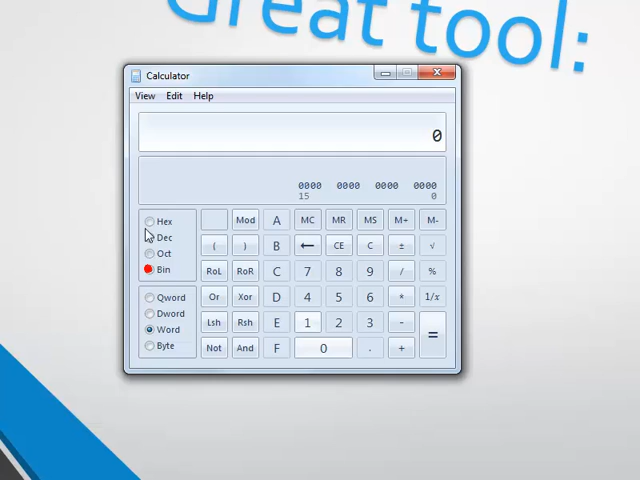 Great tool:
Calculator
View Edit Help
0
0000 0000 0000 0000
15 0
Hex Mod A MC MR MS M+ M-
Dec ( ) B ← CE C ± √
Oct RoL RoR C 7 8 9 / %
Bin
Qword Or Xor D 4 5 6 * 1/x
Dword Lsh Rsh E 1 2 3 - =
Word
Byte Not And F 0 . +